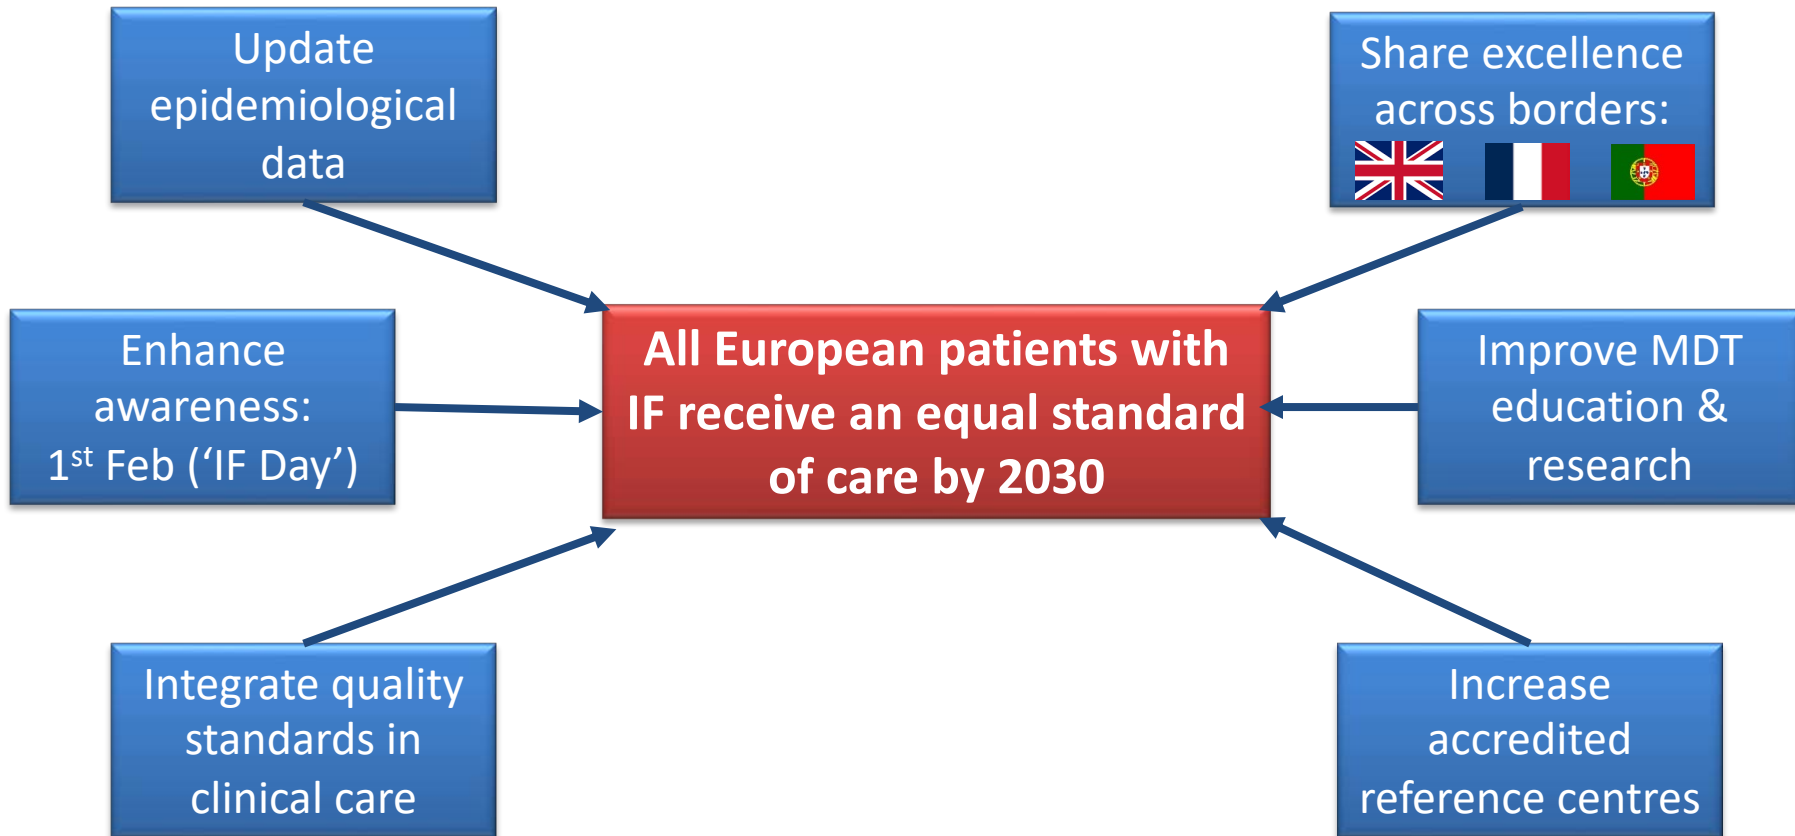 Update
epidemiological
data
Share excellence
across borders:
Enhance
awareness:
1st Feb (‘IF Day’)
All European patients with
IF receive an equal standard
of care by 2030
Improve MDT
education &
research
Integrate quality
standards in
clinical care
Increase
accredited
reference centres